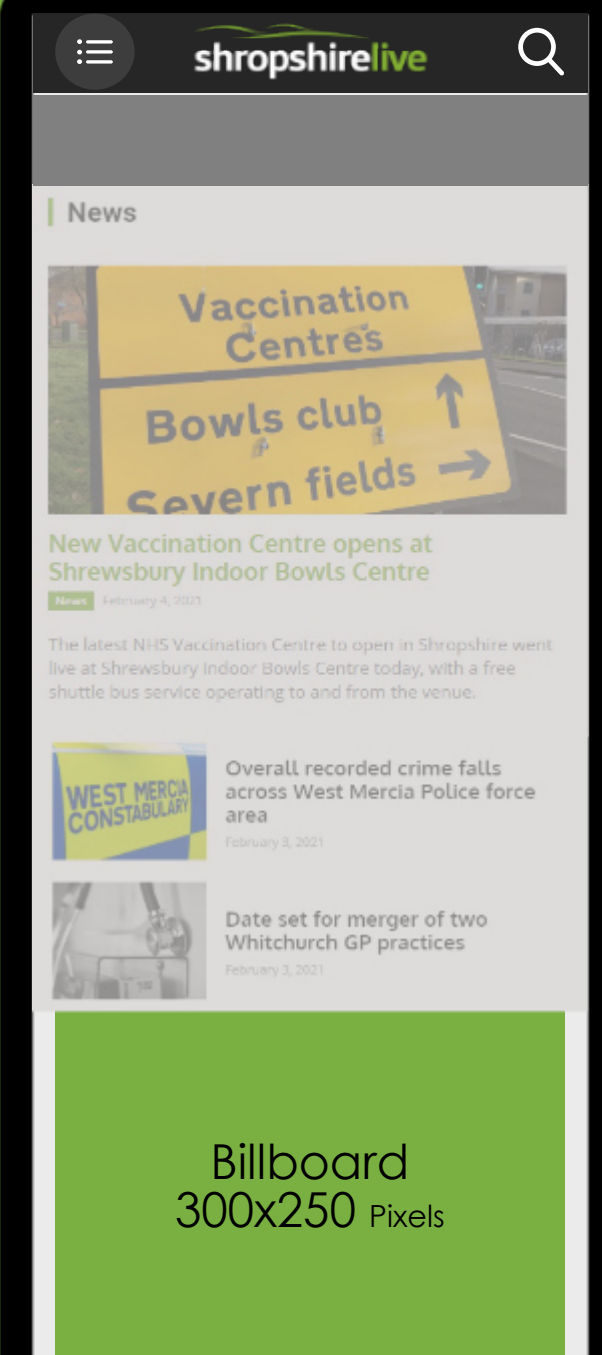 shropshirelive
News
Vaccination
Centres
Bowls club
Severn fields
New Vaccination Centre opens at
Shrewsbury Indoor Bowls Centre
News February 4, 2021
The latest NHS Vaccination Centre to open in Shropshire went
live at Shrewsbury Indoor Bowls Centre today, with a free
shuttle bus service operating to and from the venue.
WEST MERCIA
CONSTABULARY
Overall recorded crime falls
across West Mercia Police force
area
February 3, 2021
Date set for merger of two
Whitchurch GP practices
February 3, 2021
Billboard
300x250 Pixels